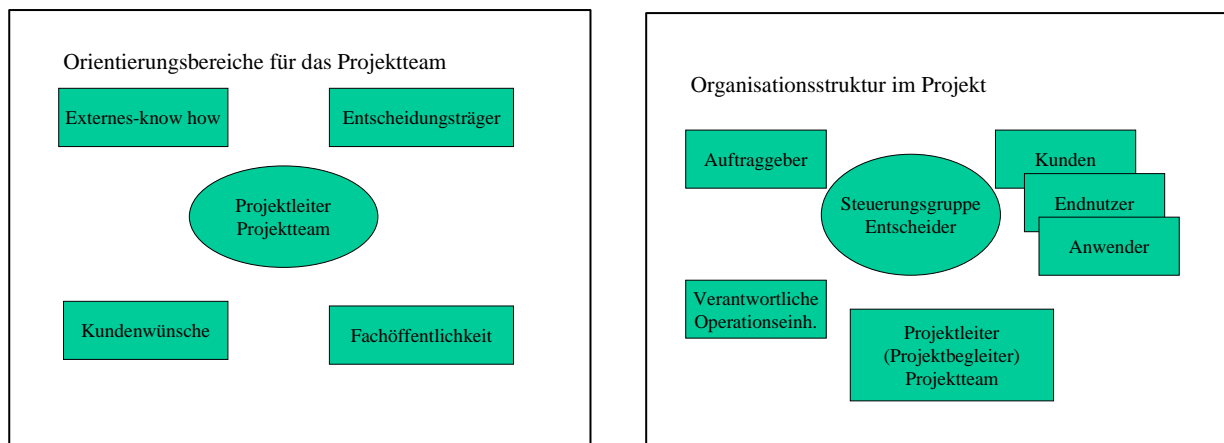 Orientierungsbereiche für das Projektteam
Externes-know how
Entscheidungsträger
Projektleiter
Projektteam
Kundenwünsche
Fachöffentlichkeit
Organisationsstruktur im Projekt
Auftraggeber
Steuerungsgruppe
Entscheider
Kunden
Endnutzer
Anwender
Verantwortliche
Operationseinh.
Projektleiter
(Projektbegleiter)
Projektteam